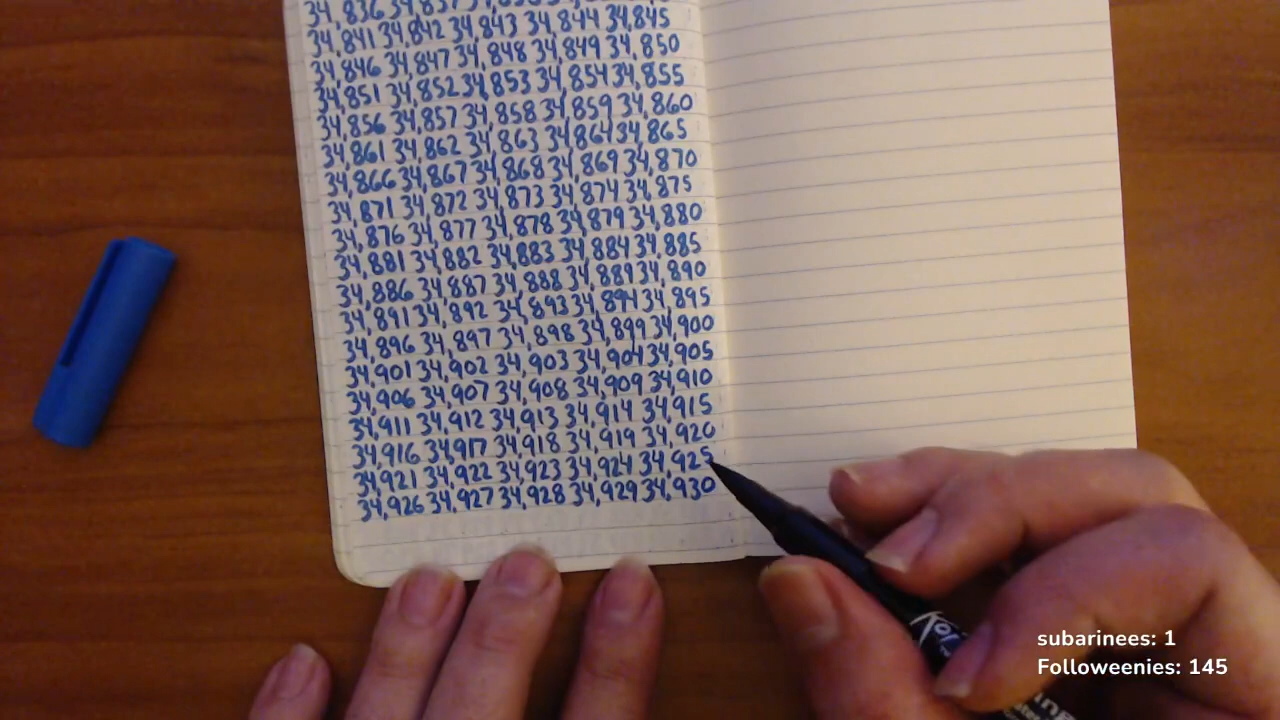 34,836 34,837
34,841 34,842 34,843 34,844 34,845
34,846 34,847 34,848 34,849 34,850
34,851 34,852 34,853 34,854 34,855
34,856 34,857 34,858 34,859 34,860
34,861 34,862 34,863 34,864 34,865
34,866 34,867 34,868 34,869 34,870
34,871 34,872 34,873 34,874 34,875
34,876 34,877 34,878 34,879 34,880
34,881 34,882 34,883 34,884 34,885
34,886 34,887 34,888 34,889 34,890
34,891 34,892 34,893 34,894 34,895
34,896 34,897 34,898 34,899 34,900
34,901 34,902 34,903 34,904 34,905
34,906 34,907 34,908 34,909 34,910
34,911 34,912 34,913 34,914 34,915
34,916 34,917 34,918 34,919 34,920
34,921 34,922 34,923 34,924 34,925
34,926 34,927 34,928 34,929 34,930
subarinees: 1
Followeenies: 145